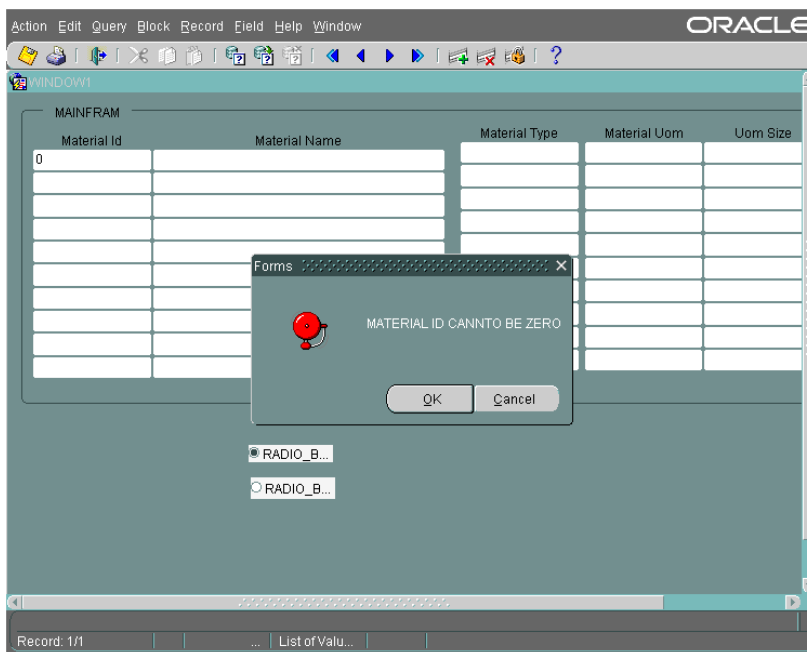 Action Edit Query Block Record Field Help Window
ORACLE
WINDOW1
MAINFRAM
Material Id Material Name Material Type Material Uom Uom Size
0
Forms
MATERIAL ID CANNTO BE ZERO
OK Cancel
RADIO_B...
RADIO_B...
Record: 1/1 ... List of Valu...